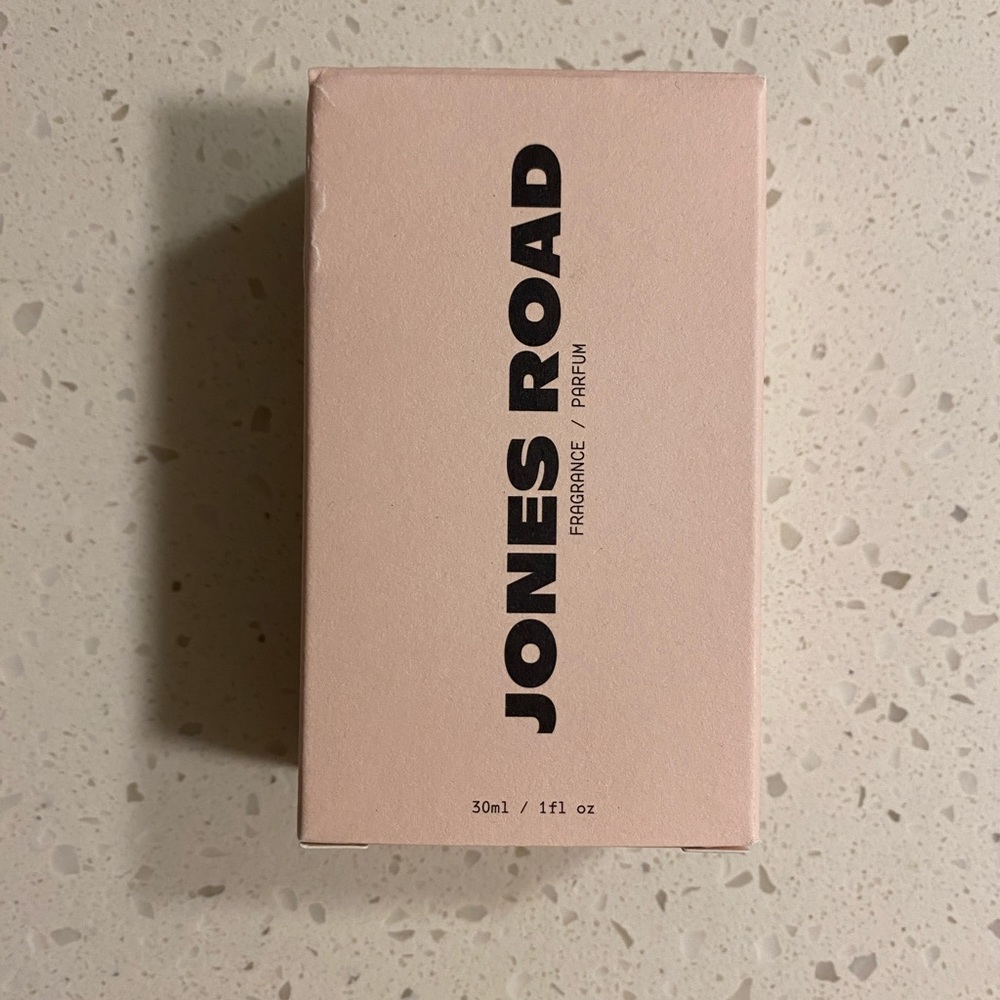 JONES ROAD
FRAGRANCE / PARFUM
30ml / 1fl oz